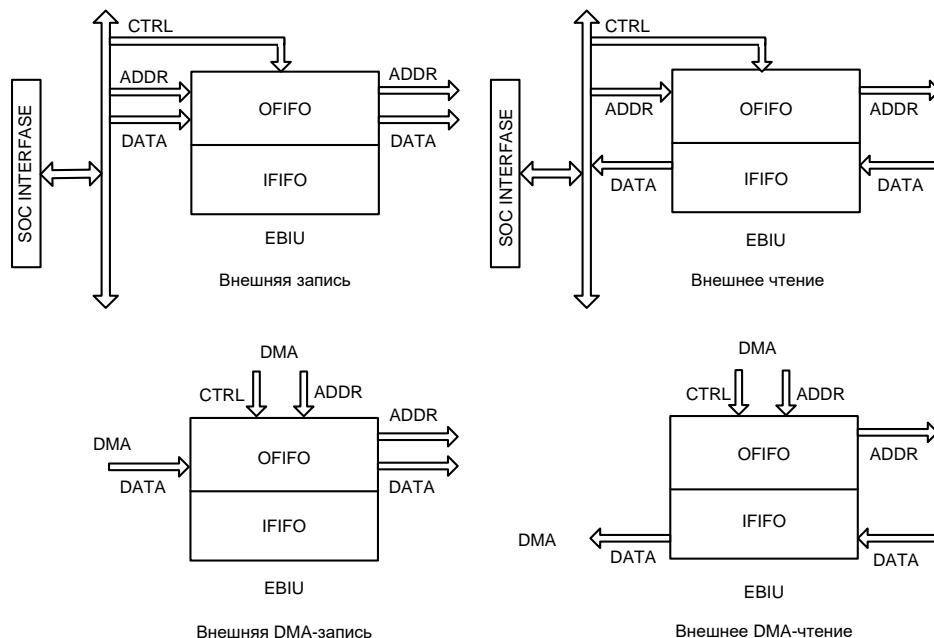 CTRL
ADDR
DATA
SOC INTERFASE
OFIFO
IFIFO
ADDR
DATA
EBIU
Внешняя запись
CTRL
ADDR
DATA
SOC INTERFASE
OFIFO
IFIFO
ADDR
DATA
EBIU
Внешнее чтение
DMA
CTRL
ADDR
DMA
DATA
OFIFO
IFIFO
ADDR
DATA
EBIU
Внешняя DMA-запись
DMA
CTRL
ADDR
OFIFO
IFIFO
ADDR
DMA
DATA
DATA
EBIU
Внешнее DMA-чтение